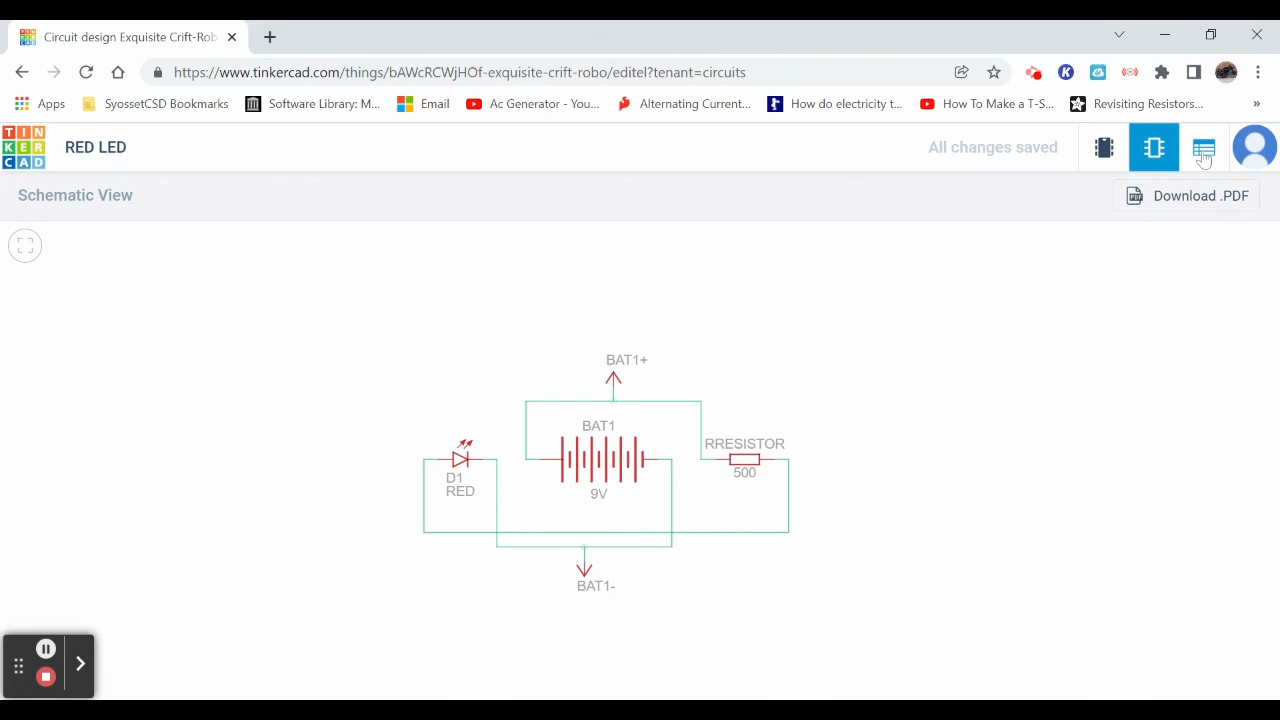 Circuit design Exquisite Crift-Rob
https://www.tinkercad.com/things/bAWcRCWjHOf-exquisite-crift-robo/editel?tenant=circuits
Apps SyossetCSD Bookmarks Software Library: M... Email Ac Generator - You... Alternating Curren... How do electricity t... How To Make a T-S... Revisiting Resistors... »
TIN
KER
CAD
RED LED
All changes saved
Schematic View
PDF Download .PDF
BAT1+
BAT1
RRESISTOR
D1
RED
500
9V
BAT1-